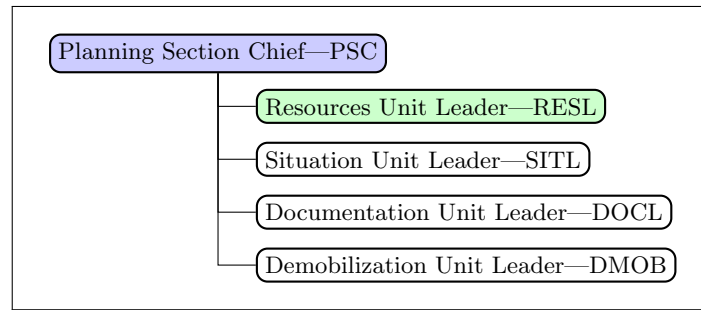 Planning Section Chief—PSC
Resources Unit Leader—RESL
Situation Unit Leader—SITL
Documentation Unit Leader—DOCL
Demobilization Unit Leader—DMOB